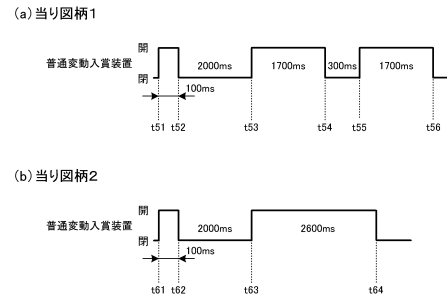 (a)当り図柄1
開
普通変動入賞装置
閉
2000ms
1700ms
300ms
1700ms
100ms
t51 t52 t53 t54 t55 t56
(b)当り図柄2
開
普通変動入賞装置
閉
2000ms
2600ms
100ms
t61 t62 t63 t64